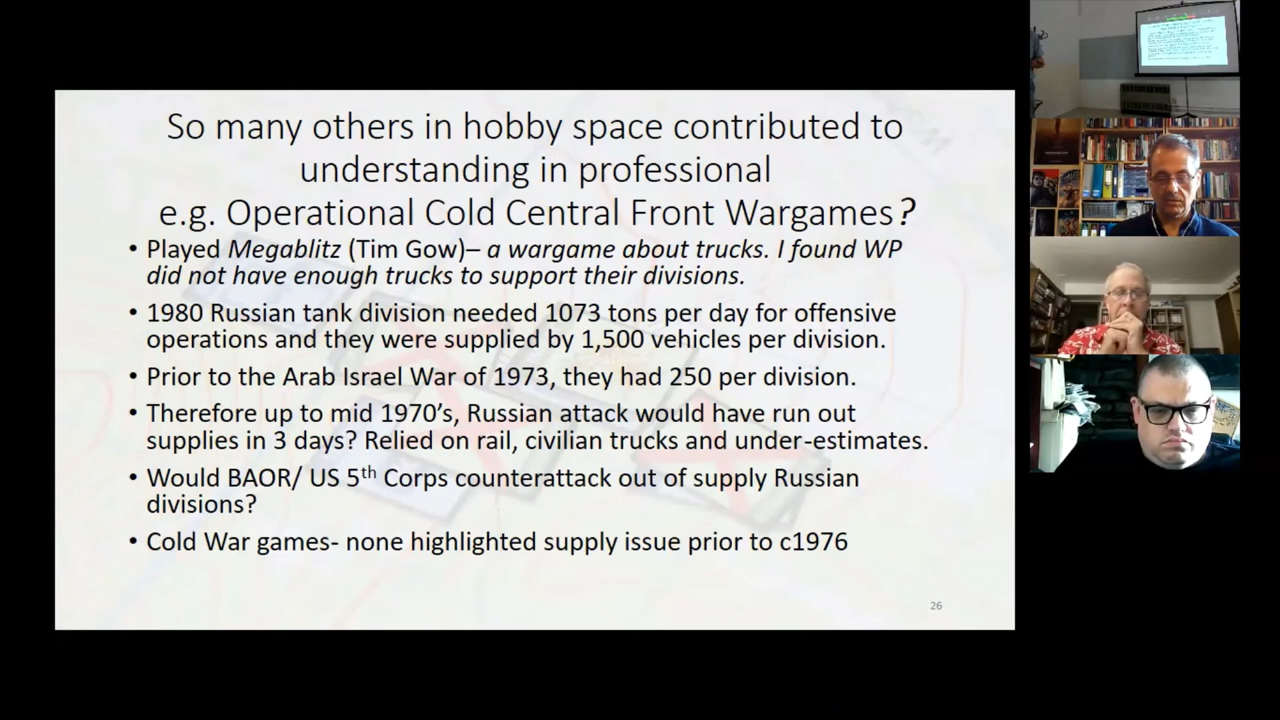 So many others in hobby space contributed to
understanding in professional
e.g. Operational Cold Central Front Wargames?
• Played Megablitz (Tim Gow)– a wargame about trucks. I found WP
did not have enough trucks to support their divisions.
• 1980 Russian tank division needed 1073 tons per day for offensive
operations and they were supplied by 1,500 vehicles per division.
• Prior to the Arab Israel War of 1973, they had 250 per division.
• Therefore up to mid 1970’s, Russian attack would have run out
supplies in 3 days? Relied on rail, civilian trucks and under-estimates.
• Would BAOR/ US 5th Corps counterattack out of supply Russian
divisions?
• Cold War games- none highlighted supply issue prior to c1976
26